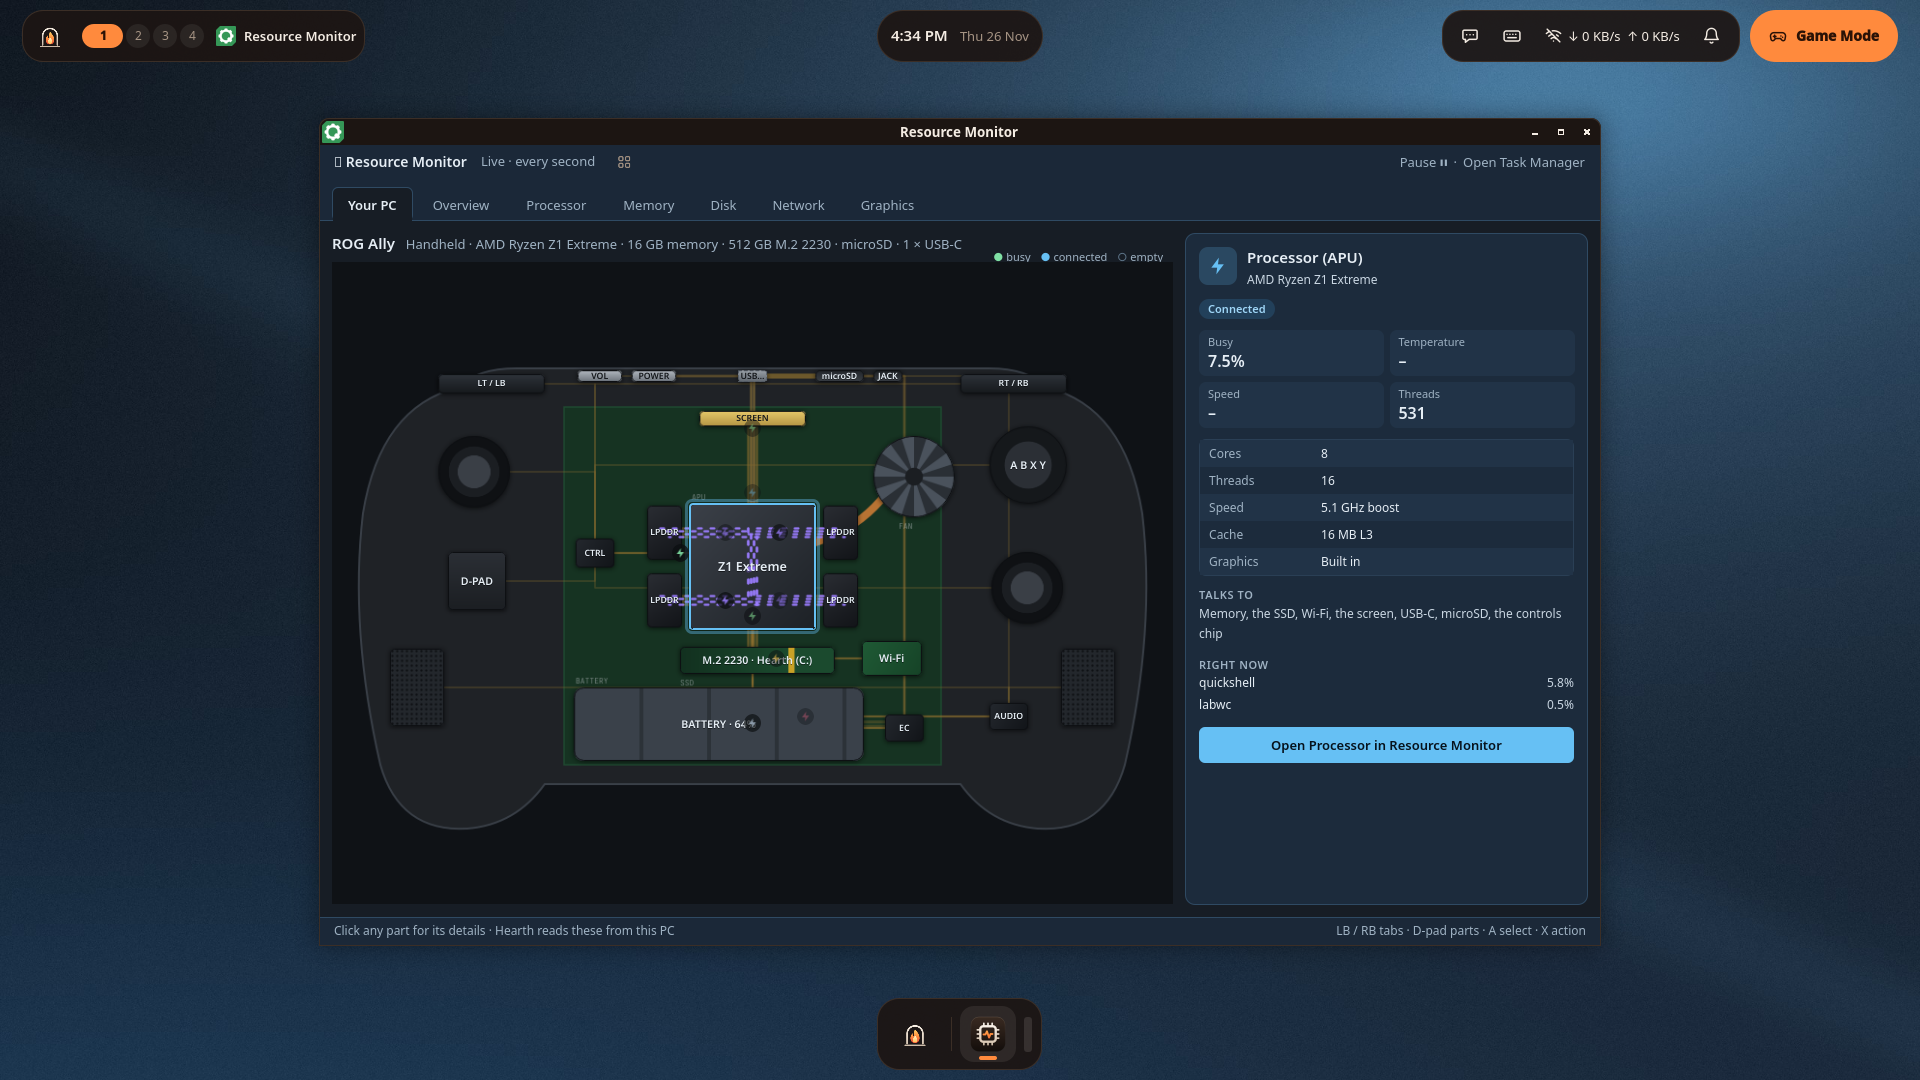 1 2 3 4 Resource Monitor
4:34 PM Thu 26 Nov
↓ 0 KB/s ↑ 0 KB/s
Game Mode
Resource Monitor
Resource Monitor Live · every second
Pause · Open Task Manager
Your PC Overview Processor Memory Disk Network Graphics
ROG Ally Handheld · AMD Ryzen Z1 Extreme · 16 GB memory · 512 GB M.2 2230 · microSD · 1 × USB-C
busy connected empty
LT / LB VOL POWER USB... microSD JACK RT / RB
SCREEN
A B X Y
APU
FAN
LPDDR LPDDR
CTRL
Z1 Extreme
D-PAD
LPDDR LPDDR
M.2 2230 · Hearth (C:)
Wi-Fi
BATTERY SSD
BATTERY · 64
EC
AUDIO
Processor (APU)
AMD Ryzen Z1 Extreme
Connected
Busy
7.5%
Temperature
–
Speed
–
Threads
531
Cores 8
Threads 16
Speed 5.1 GHz boost
Cache 16 MB L3
Graphics Built in
TALKS TO
Memory, the SSD, Wi-Fi, the screen, USB-C, microSD, the controls
chip
RIGHT NOW
quickshell 5.8%
labwc 0.5%
Open Processor in Resource Monitor
Click any part for its details · Hearth reads these from this PC
LB / RB tabs · D-pad parts · A select · X action